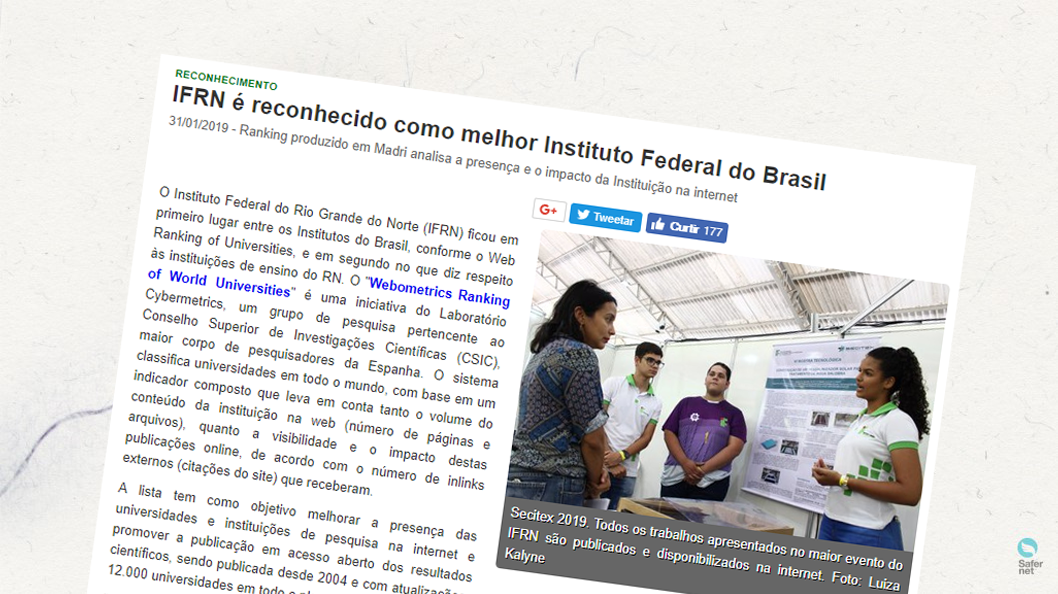 RECONHECIMENTO
IFRN é reconhecido como melhor Instituto Federal do Brasil
31/01/2019 - Ranking produzido em Madri analisa a presença e o impacto da Instituição na internet
O Instituto Federal do Rio Grande do Norte (IFRN) ficou em
primeiro lugar entre os Institutos do Brasil, conforme o Web
Ranking of Universities, e em segundo no que diz respeito
às instituições de ensino do RN. O "Webometrics Ranking
of World Universities" é uma iniciativa do Laboratório
Cybermetrics, um grupo de pesquisa pertencente ao
Conselho Superior de Investigações Científicas (CSIC),
maior corpo de pesquisadores da Espanha. O sistema
classifica universidades em todo o mundo, com base em um
indicador composto que leva em conta tanto o volume do
conteúdo da instituição na web (número de páginas e
arquivos), quanto a visibilidade e o impacto destas
publicações online, de acordo com o número de inlinks
externos (citações do site) que receberam.
A lista tem como objetivo melhorar a presença das
universidades e instituições de pesquisa na internet e
promover a publicação em acesso aberto dos resultados
científicos, sendo publicada desde 2004 e com
12.000 universidades em todo o
G+ Tweetar Curtir 177
Secitex 2019. Todos os trabalhos apresentados no maior evento do
IFRN são publicados e disponibilizados na internet. Foto: Luiza
Kalyne
Safer
net